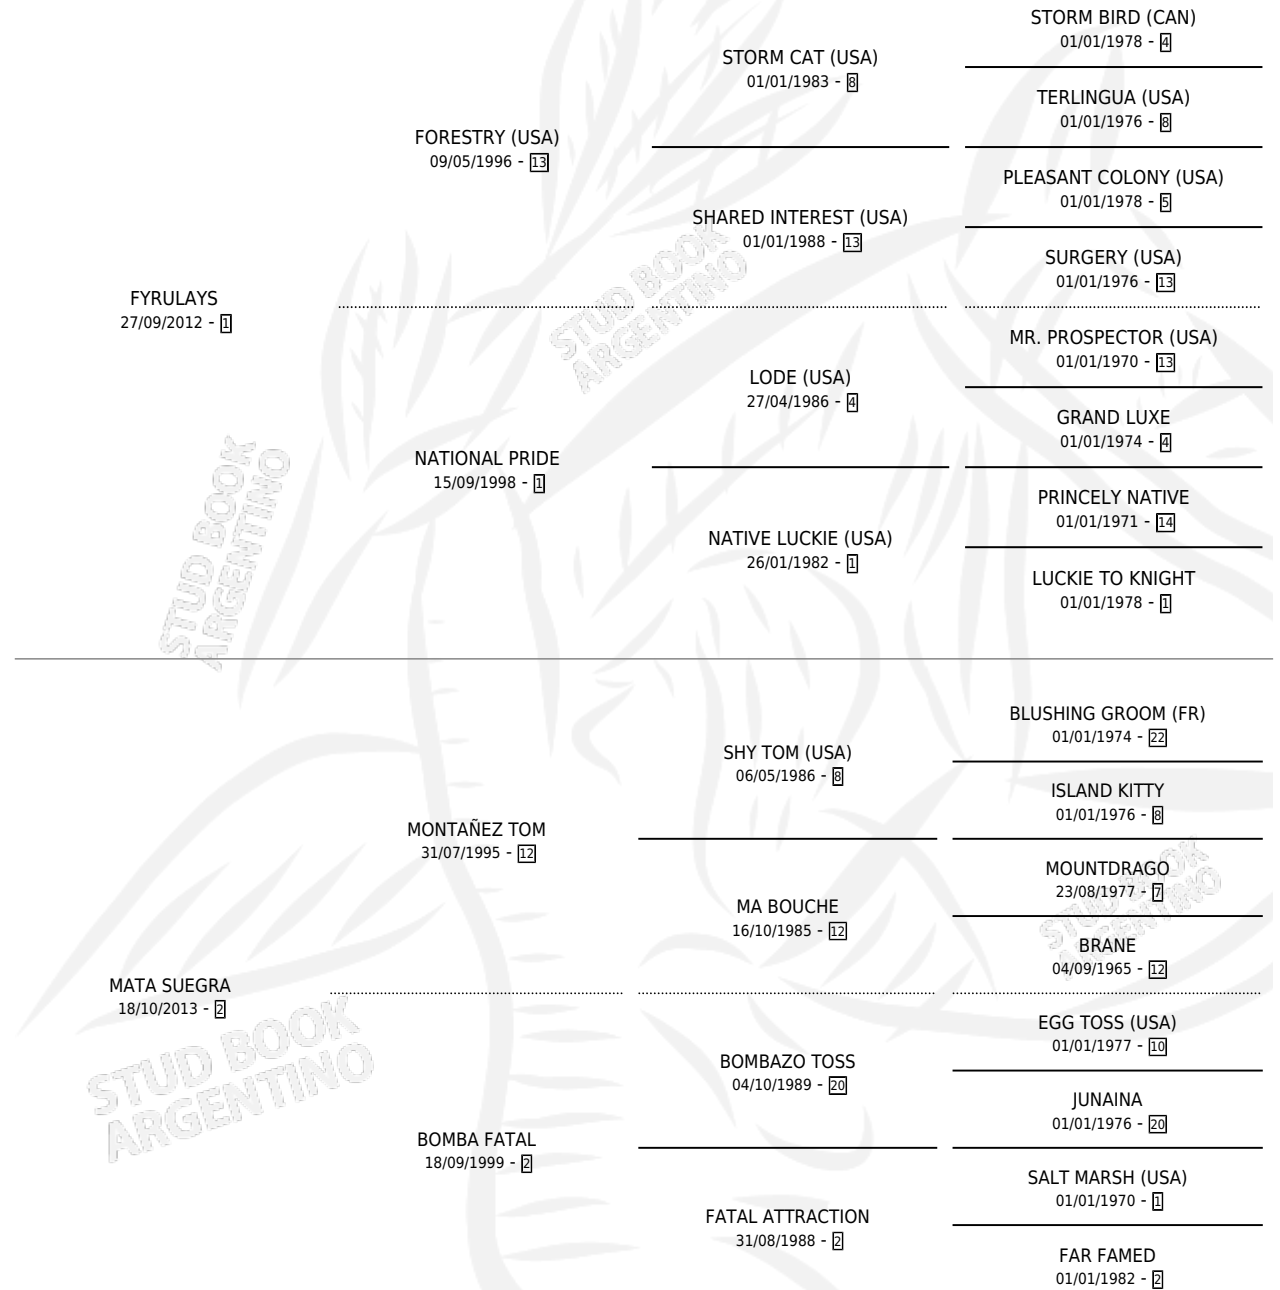 STORM BIRD (CAN)
01/01/1978 - 4
STORM CAT (USA)
01/01/1983 - 8
TERLINGUA (USA)
01/01/1976 - 8
FORESTRY (USA)
09/05/1996 - 13
PLEASANT COLONY (USA)
01/01/1978 - 5
SHARED INTEREST (USA)
01/01/1988 - 13
SURGERY (USA)
01/01/1976 - 13
FYRULAYS
27/09/2012 - 1
MR. PROSPECTOR (USA)
01/01/1970 - 13
LODE (USA)
27/04/1986 - 4
GRAND LUXE
01/01/1974 - 4
NATIONAL PRIDE
15/09/1998 - 1
PRINCELY NATIVE
01/01/1971 - 14
NATIVE LUCKIE (USA)
26/01/1982 - 1
LUCKIE TO KNIGHT
01/01/1978 - 1
BLUSHING GROOM (FR)
01/01/1974 - 22
SHY TOM (USA)
06/05/1986 - 8
ISLAND KITTY
01/01/1976 - 8
MONTAÑEZ TOM
31/07/1995 - 12
MOUNTDRAGO
23/08/1977 - 7
MA BOUCHE
16/10/1985 - 12
BRANE
04/09/1965 - 12
MATA SUEGRA
18/10/2013 - 2
EGG TOSS (USA)
01/01/1977 - 10
BOMBAZO TOSS
04/10/1989 - 20
JUNAINA
01/01/1976 - 20
BOMBA FATAL
18/09/1999 - 2
SALT MARSH (USA)
01/01/1970 - 1
FATAL ATTRACTION
31/08/1988 - 2
FAR FAMED
01/01/1982 - 2
STUD BOOK
ARGENTINO
STUD BOOK
ARGENTINO
STUD BOOK
ARGENTINO
STUD BOOK
ARGENTINO